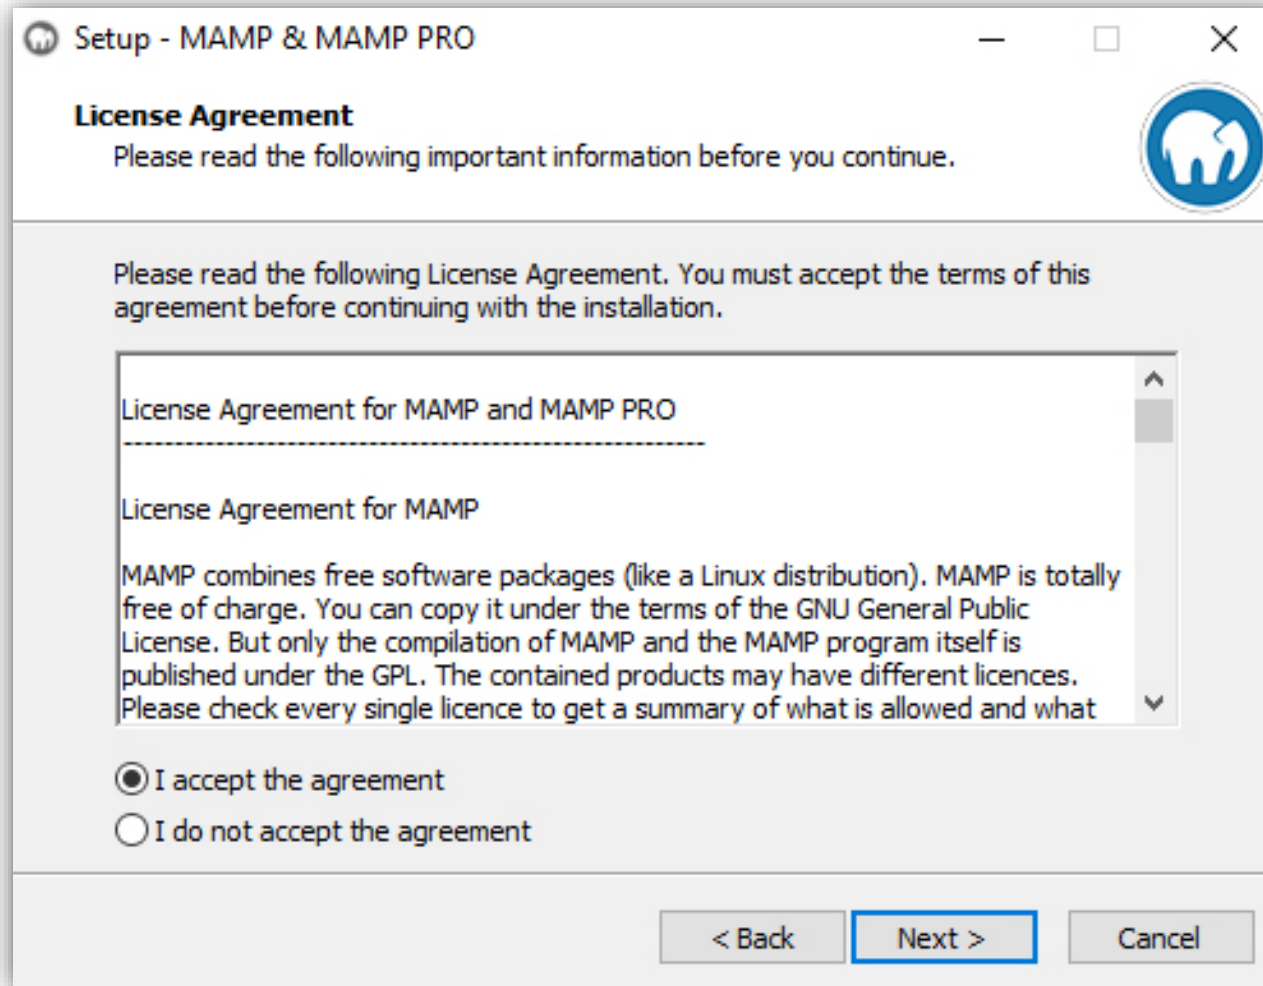 Setup - MAMP & MAMP PRO
License Agreement
Please read the following important information before you continue.
Please read the following License Agreement. You must accept the terms of this
agreement before continuing with the installation.
License Agreement for MAMP and MAMP PRO
---------------------------------------------------------
License Agreement for MAMP
MAMP combines free software packages (like a Linux distribution). MAMP is totally
free of charge. You can copy it under the terms of the GNU General Public
License. But only the compilation of MAMP and the MAMP program itself is
published under the GPL. The contained products may have different licences.
Please check every single licence to get a summary of what is allowed and what
I accept the agreement
I do not accept the agreement
< Back Next > Cancel